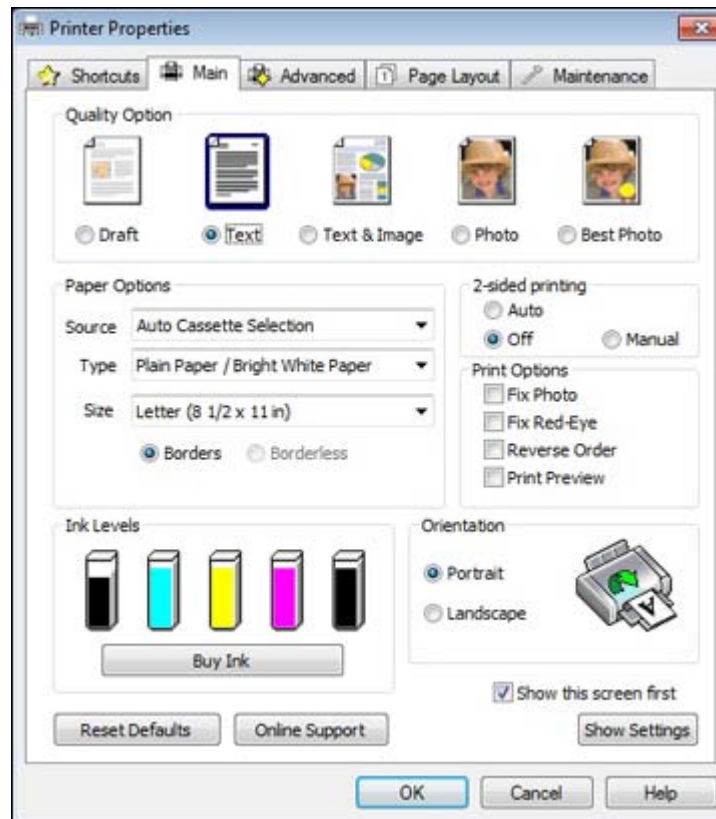 Printer Properties
Shortcuts Main Advanced Page Layout Maintenance
Quality Option
Draft Text Text & Image Photo Best Photo
Paper Options
Source Auto Cassette Selection
Type Plain Paper / Bright White Paper
Size Letter (8 1/2 x 11 in)
Borders Borderless
2-sided printing
Auto
Off Manual
Print Options
Fix Photo
Fix Red-Eye
Reverse Order
Print Preview
Ink Levels
Buy Ink
Orientation
Portrait
Landscape
A
Show this screen first
Reset Defaults Online Support Show Settings
OK Cancel Help